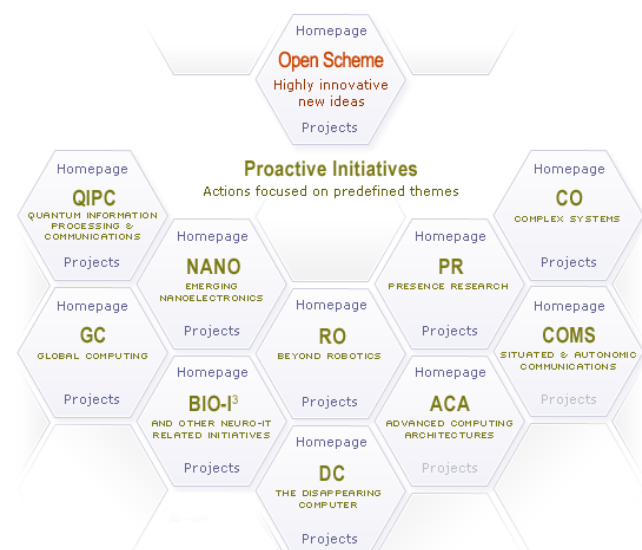 Homepage
Open Scheme
Highly innovative
new ideas
Projects
Proactive Initiatives
Actions focused on predefined themes
Homepage
QIPC
QUANTUM INFORMATION
PROCESSING &
COMMUNICATIONS
Projects
Homepage
CO
COMPLEX SYSTEMS
Projects
Homepage
NANO
EMERGING
NANOELECTRONICS
Projects
Homepage
PR
PRESENCE RESEARCH
Projects
Homepage
GC
GLOBAL COMPUTING
Projects
Homepage
RO
BEYOND ROBOTICS
Projects
Homepage
COMS
SITUATED & AUTONOMIC
COMMUNICATIONS
Projects
Homepage
BIO-I³
AND OTHER NEURO-IT
RELATED INITIATIVES
Projects
Homepage
ACA
ADVANCED COMPUTING
ARCHITECTURES
Projects
Homepage
DC
THE DISAPPEARING
COMPUTER
Projects